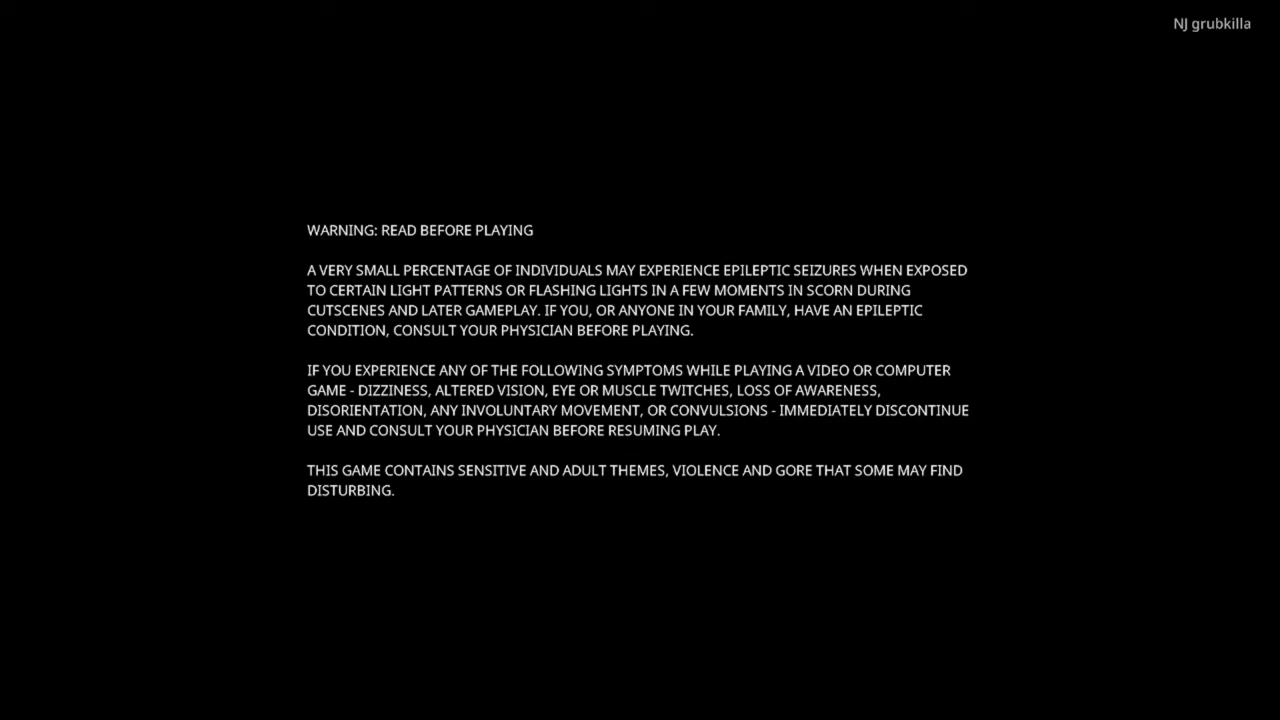 NJ grubkilla
WARNING: READ BEFORE PLAYING
A VERY SMALL PERCENTAGE OF INDIVIDUALS MAY EXPERIENCE EPILEPTIC SEIZURES WHEN EXPOSED
TO CERTAIN LIGHT PATTERNS OR FLASHING LIGHTS IN A FEW MOMENTS IN SCORN DURING
CUTSCENES AND LATER GAMEPLAY. IF YOU, OR ANYONE IN YOUR FAMILY, HAVE AN EPILEPTIC
CONDITION, CONSULT YOUR PHYSICIAN BEFORE PLAYING.
IF YOU EXPERIENCE ANY OF THE FOLLOWING SYMPTOMS WHILE PLAYING A VIDEO OR COMPUTER
GAME - DIZZINESS, ALTERED VISION, EYE OR MUSCLE TWITCHES, LOSS OF AWARENESS,
DISORIENTATION, ANY INVOLUNTARY MOVEMENT, OR CONVULSIONS - IMMEDIATELY DISCONTINUE
USE AND CONSULT YOUR PHYSICIAN BEFORE RESUMING PLAY.
THIS GAME CONTAINS SENSITIVE AND ADULT THEMES, VIOLENCE AND GORE THAT SOME MAY FIND
DISTURBING.